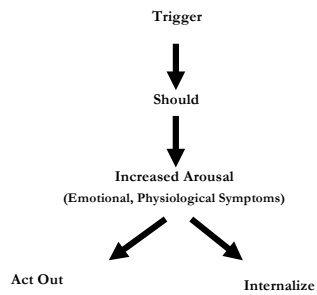 Trigger
Should
Increased Arousal
(Emotional, Physiological Symptoms)
Act Out
Internalize